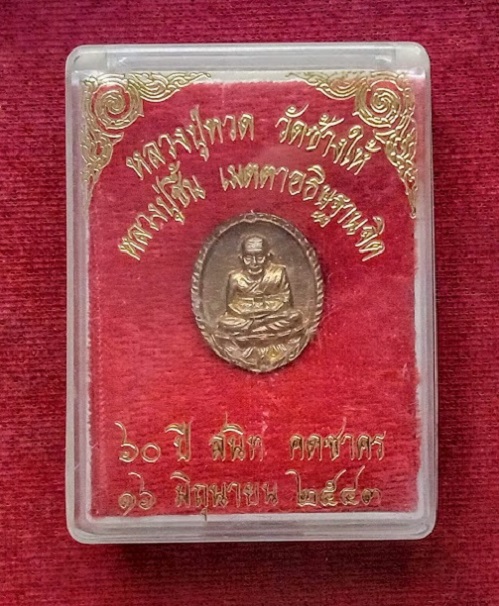 หลวงปู่ทวด วัดช้างให้
หลวงปู่ชื้น เมตตาอธิษฐานจิต
๖๐ ปี สนิท คตชาคร
๑๖ มิถุนายน ๒๕๔๓